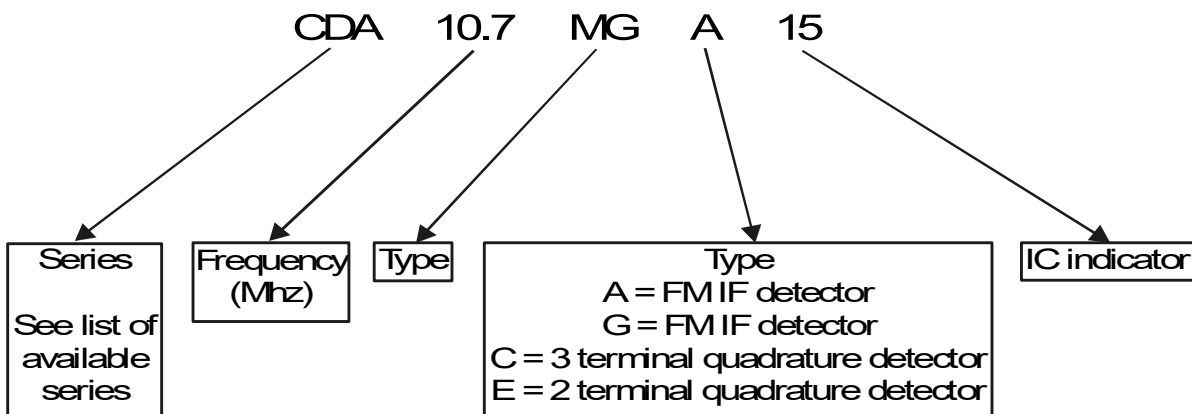 CDA 10.7 MG A 15
Series
See list of
available
series
Frequency
(Mhz)
Type
Type
A = FM IF detector
G = FM IF detector
C = 3 terminal quadrature detector
E = 2 terminal quadrature detector
IC indicator